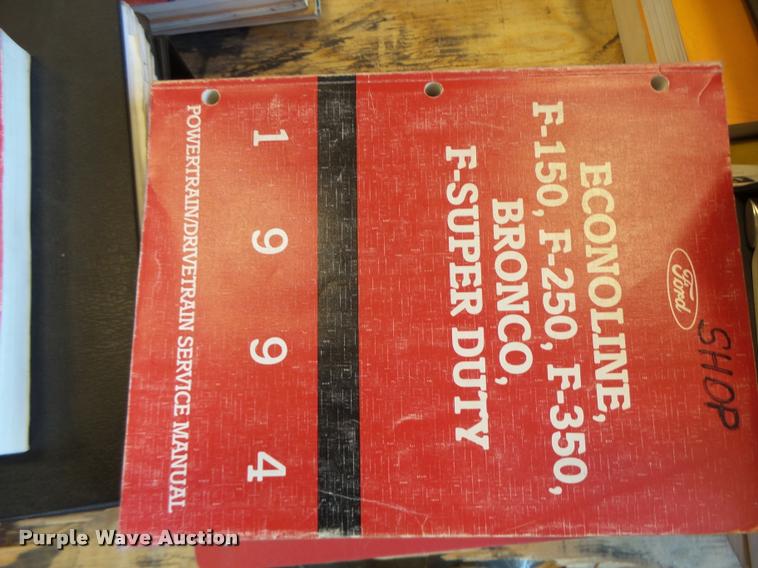 SHOP
Ford
ECONOLINE,
F-150, F-250, F-350,
BRONCO,
F-SUPER DUTY
1 9 9 4
POWERTRAIN/DRIVETRAIN SERVICE MANUAL
Purple Wave Auction